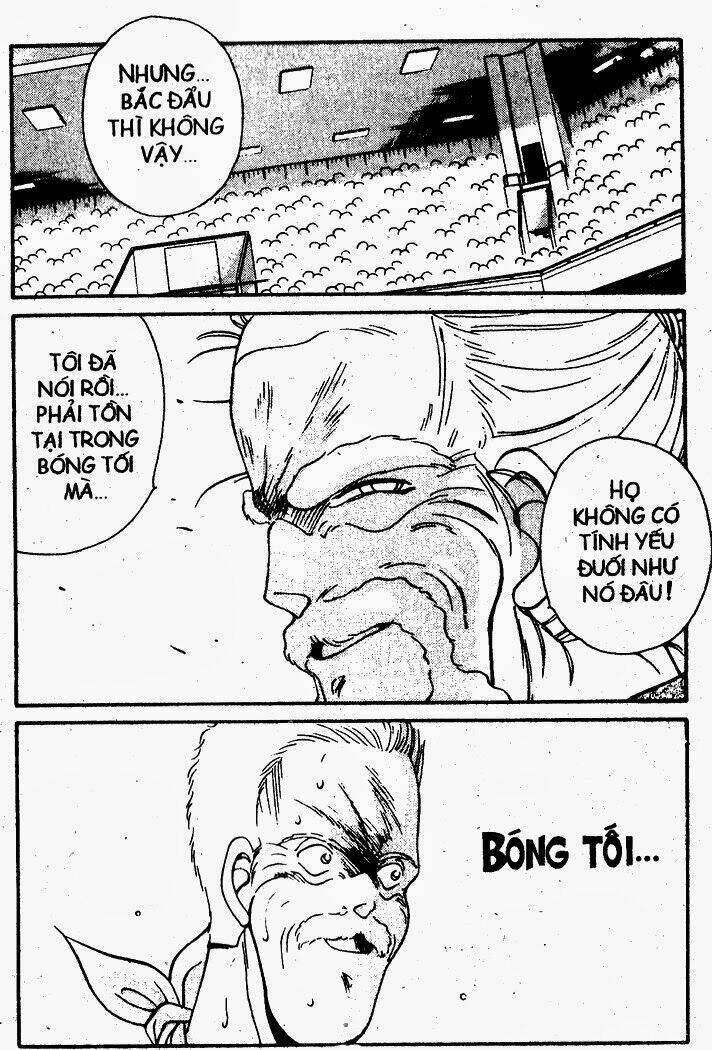 NHƯNG...
BẮC ĐẨU
THÌ KHÔNG
VẬY...
TÔI ĐÃ
NÓI RỒI...
PHẢI TỒN
TẠI TRONG
BÓNG TỐI
MÀ...
HỌ
KHÔNG CÓ
TÍNH YẾU
ĐUỐI NHƯ
NÓ ĐÂU!
BÓNG TỐI...